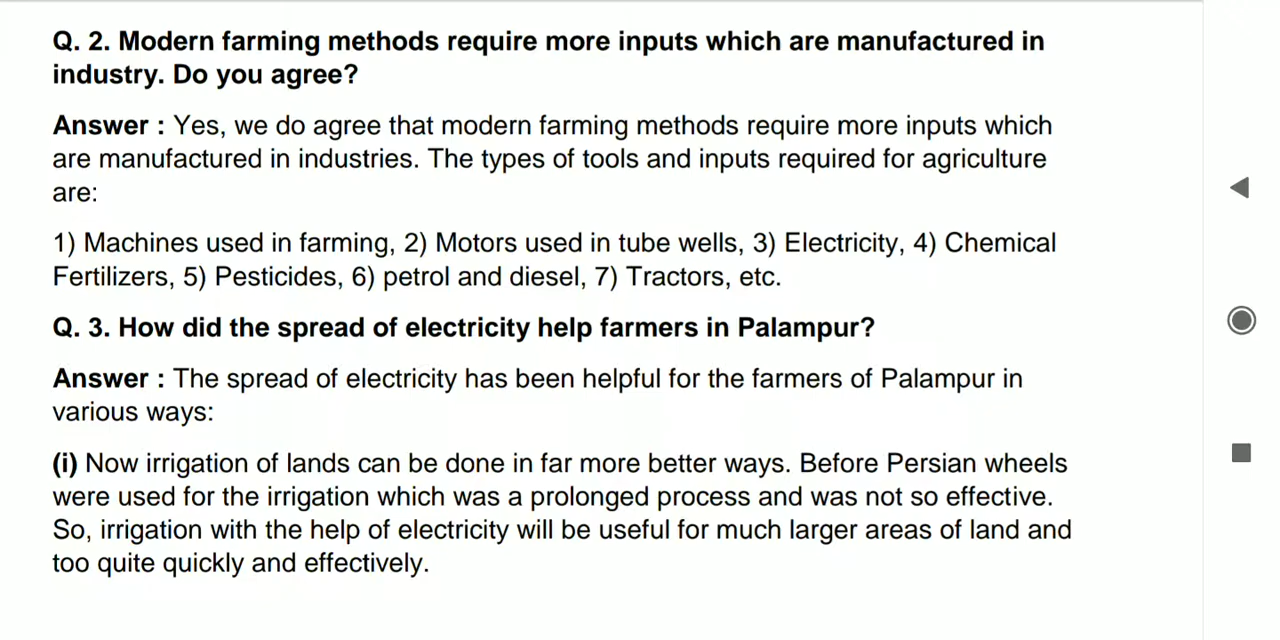 Q. 2. Modern farming methods require more inputs which are manufactured in
industry. Do you agree?
Answer : Yes, we do agree that modern farming methods require more inputs which
are manufactured in industries. The types of tools and inputs required for agriculture
are:
1) Machines used in farming, 2) Motors used in tube wells, 3) Electricity, 4) Chemical
Fertilizers, 5) Pesticides, 6) petrol and diesel, 7) Tractors, etc.
Q. 3. How did the spread of electricity help farmers in Palampur?
Answer : The spread of electricity has been helpful for the farmers of Palampur in
various ways:
(i) Now irrigation of lands can be done in far more better ways. Before Persian wheels
were used for the irrigation which was a prolonged process and was not so effective.
So, irrigation with the help of electricity will be useful for much larger areas of land and
too quite quickly and effectively.